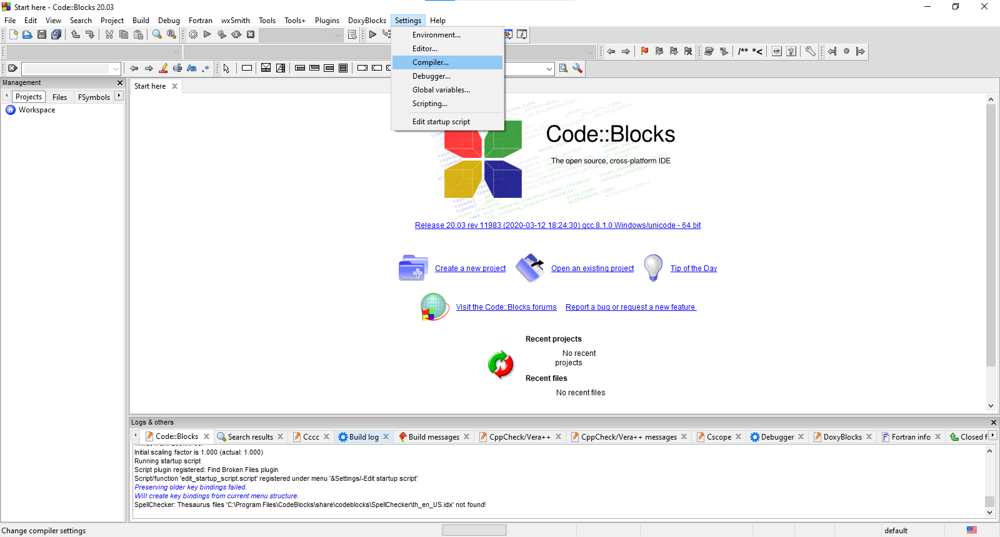 Start here - Code::Blocks 20.03
File Edit View Search Project Build Debug Fortran wxSmith Tools Tools+ Plugins DoxyBlocks Settings Help
Environment...
Editor...
Compiler...
Debugger...
Global variables...
Scripting...
Edit startup script
/** *<
Aa .*
Management
Projects Files FSymbols
Workspace
Start here
Code::Blocks
The open source, cross-platform IDE
Release 20.03 rev 11983 (2020-03-12 18:24:30) gcc 8.1.0 Windows/unicode - 64 bit
Create a new project Open an existing project Tip of the Day
Visit the Code::Blocks forums Report a bug or request a new feature
Recent projects
No recent
projects
Recent files
No recent files
Logs & others
Code::Blocks Search results Cccc Build log Build messages CppCheck/Vera++ CppCheck/Vera++ messages Cscope Debugger DoxyBlocks Fortran info Closed f
Initial scaling factor is 1.000 (actual: 1.000)
Running startup script
Script plugin registered: Find Broken Files plugin
Script/function 'edit_startup_script.script' registered under menu '&Settings/-Edit startup script'
Preserving older key bindings failed.
Will create key bindings from current menu structure.
SpellChecker: Thesaurus files 'C:\Program Files\CodeBlocks\share\codeblocks\SpellChecker\th_en_US.idx' not found!
Change compiler settings
default